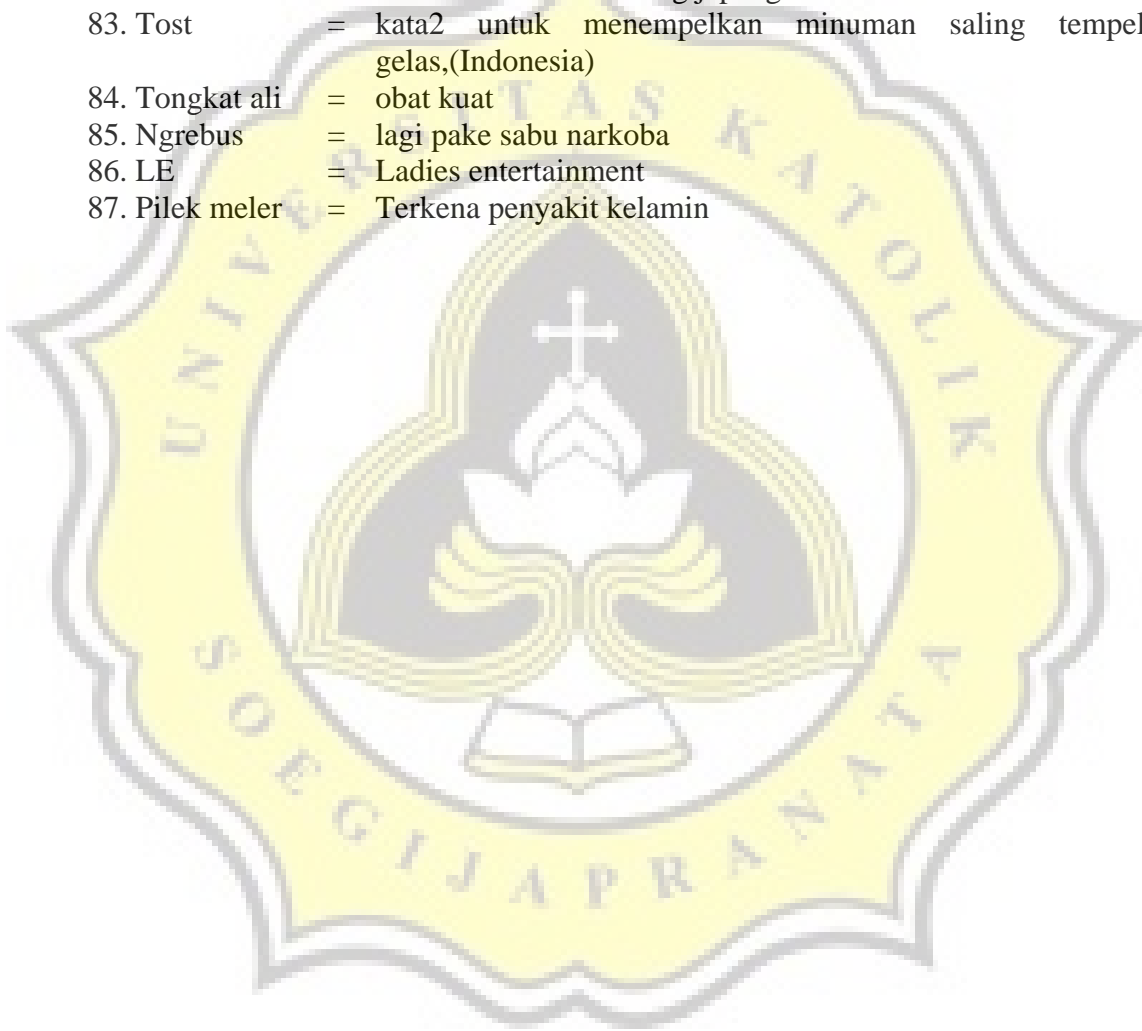 83. Tost = kata2 untuk menempelkan minuman saling tempel
gelas,(Indonesia)
84. Tongkat ali = obat kuat
85. Ngrebus = lagi pake sabu narkoba
86. LE = Ladies entertainment
87. Pilek meler = Terkena penyakit kelamin
UNIVERSITAS KATOLIK
SOEGIJAPRANATA